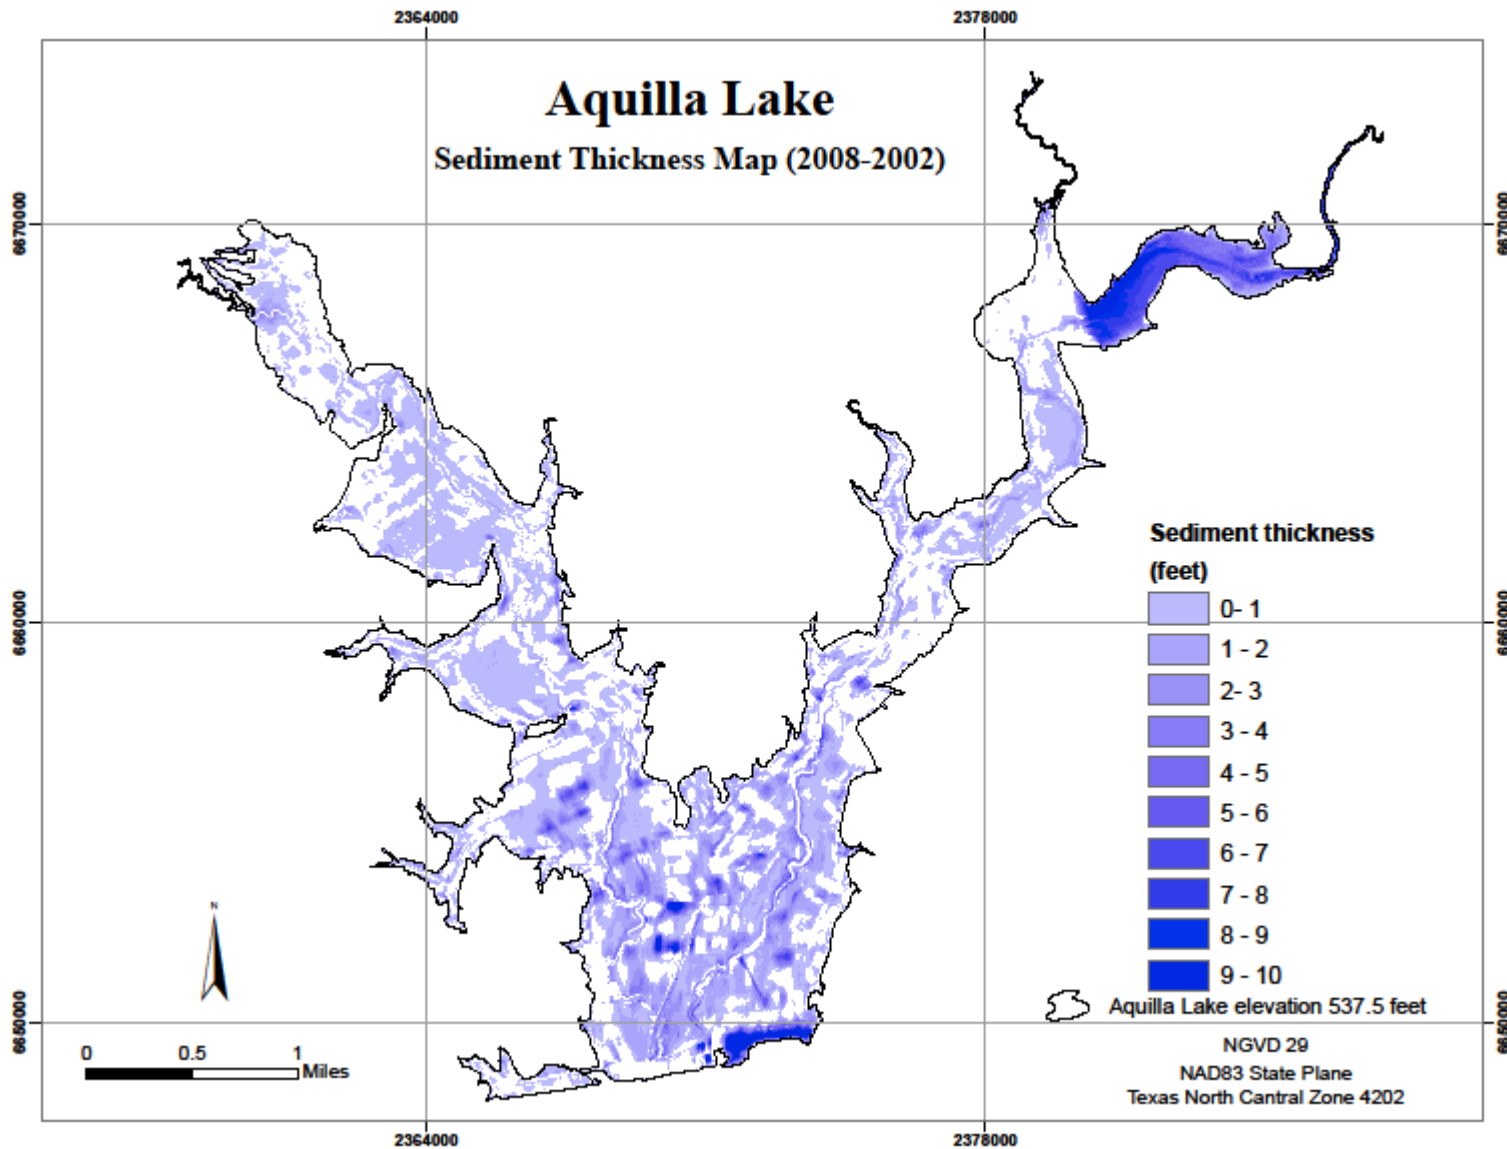 2364000
2378000
Aquilla Lake
Sediment Thickness Map (2008-2002)
6670000
6670000
Sediment thickness
(feet)
0- 1
1 - 2
2- 3
3 - 4
4 - 5
5 - 6
6 - 7
7 - 8
8 - 9
9 - 10
6660000
6660000
N
Aquilla Lake elevation 537.5 feet
6650000
6650000
0
0.5
1
Miles
NGVD 29
NAD83 State Plane
Texas North Cantral Zone 4202
2364000
2378000